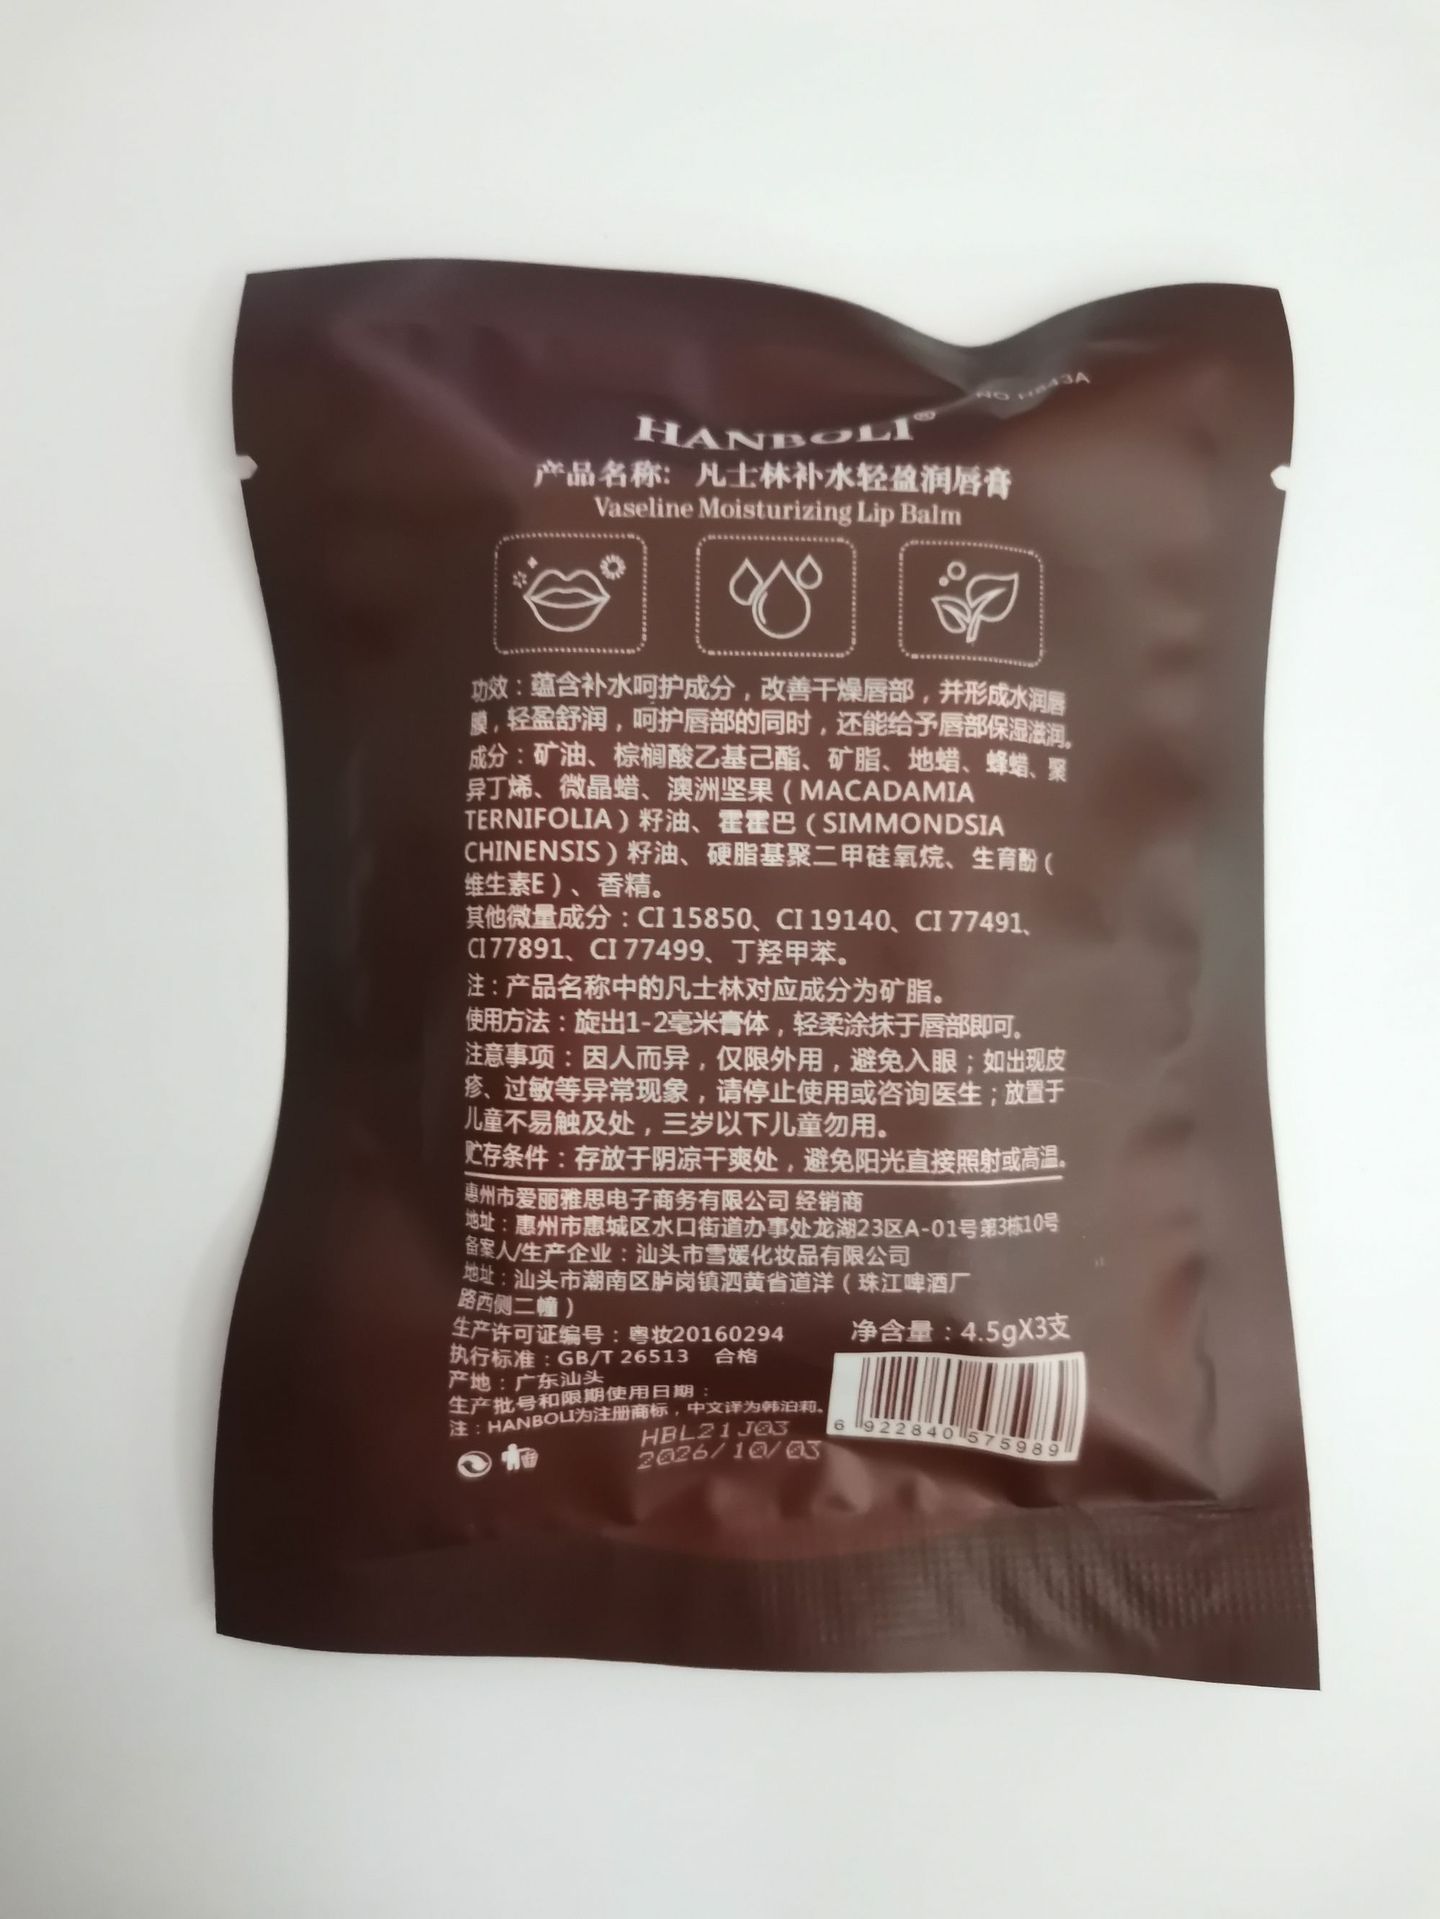 HANBOLI®
产品名称：凡士林补水轻盈润唇膏
Vaseline Moisturizing Lip Balm
功效：蕴含补水呵护成分，改善干燥唇部，并形成水润唇
膜，轻盈舒润，呵护唇部的同时，还能给予唇部保湿滋润。
成分：矿油、棕榈酸乙基己酯、矿脂、地蜡、蜂蜡、聚
异丁烯、微晶蜡、澳洲坚果（MACADAMIA
TERNIFOLIA）籽油、霍霍巴（SIMMONDSIA
CHINENSIS）籽油、硬脂基聚二甲硅氧烷、生育酚（
维生素E）、香精。
其他微量成分：CI 15850、CI 19140、CI 77491、
CI 77891、CI 77499、丁羟甲苯。
注：产品名称中的凡士林对应成分为矿脂。
使用方法：旋出1-2毫米膏体，轻柔涂抹于唇部即可。
注意事项：因人而异，仅限外用，避免入眼；如出现皮
疹、过敏等异常现象，请停止使用或咨询医生；放置于
儿童不易触及处，三岁以下儿童勿用。
贮存条件：存放于阴凉干爽处，避免阳光直接照射或高温。
惠州市爱丽雅思电子商务有限公司 经销商
地址：惠州市惠城区水口街道办事处龙湖23区A-01号第3栋10号
备案人/生产企业：汕头市雪媛化妆品有限公司
地址：汕头市潮南区胪岗镇泗黄省道洋（珠江啤酒厂
路西侧二幢）
生产许可证编号：粤妆20160294
净含量：4.5gX3支
执行标准：GB/T 26513 合格
产地：广东汕头
生产批号和限期使用日期：
注：HANBOLI为注册商标，中文译为韩泊莉。
HBL21J03
2026/10/03
6 922840 575989